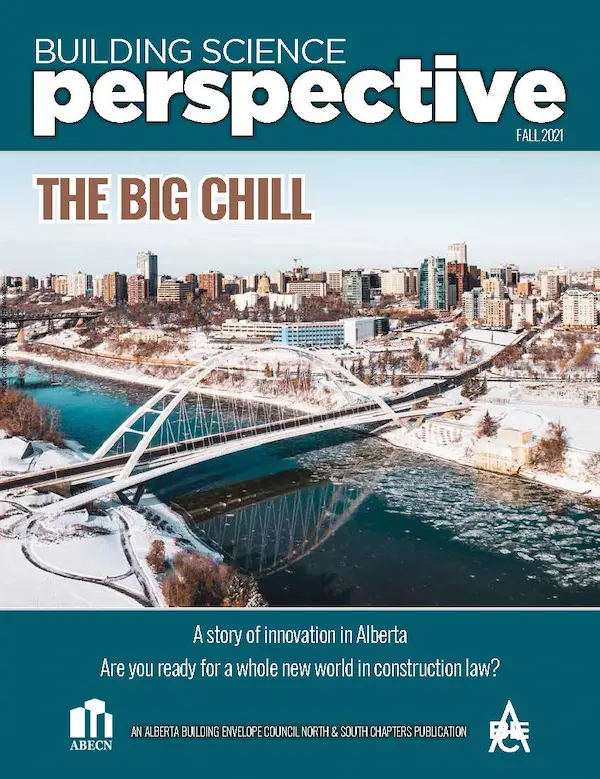 BUILDING SCIENCE
perspective
FALL 2021
THE BIG CHILL
A story of innovation in Alberta
Are you ready for a whole new world in construction law?
ABECN
AN ALBERTA BUILDING ENVELOPE COUNCIL NORTH & SOUTH CHAPTERS PUBLICATION
ABEC